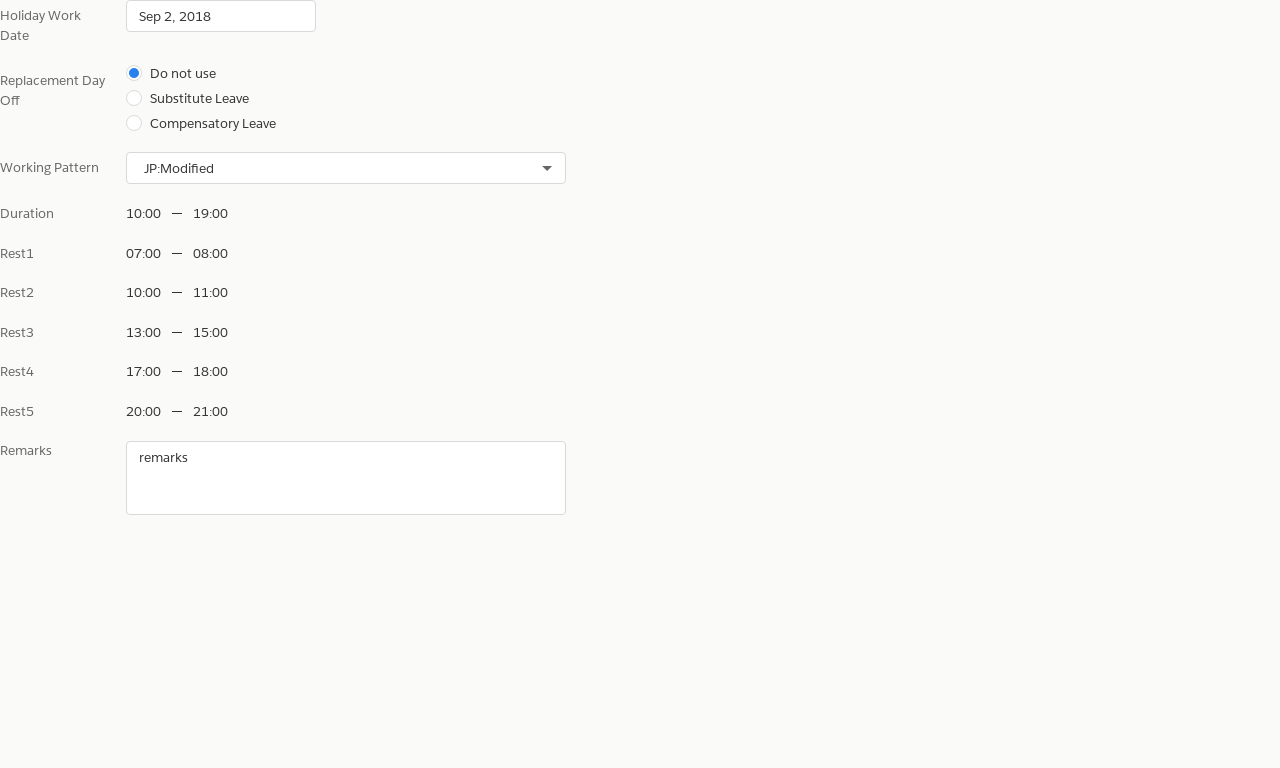 Holiday Work
Date
Sep 2, 2018
Replacement Day
Off
Do not use
Substitute Leave
Compensatory Leave
Working Pattern
JP:Modified
Duration
10:00 — 19:00
Rest1
07:00 — 08:00
Rest2
10:00 — 11:00
Rest3
13:00 — 15:00
Rest4
17:00 — 18:00
Rest5
20:00 — 21:00
Remarks
remarks